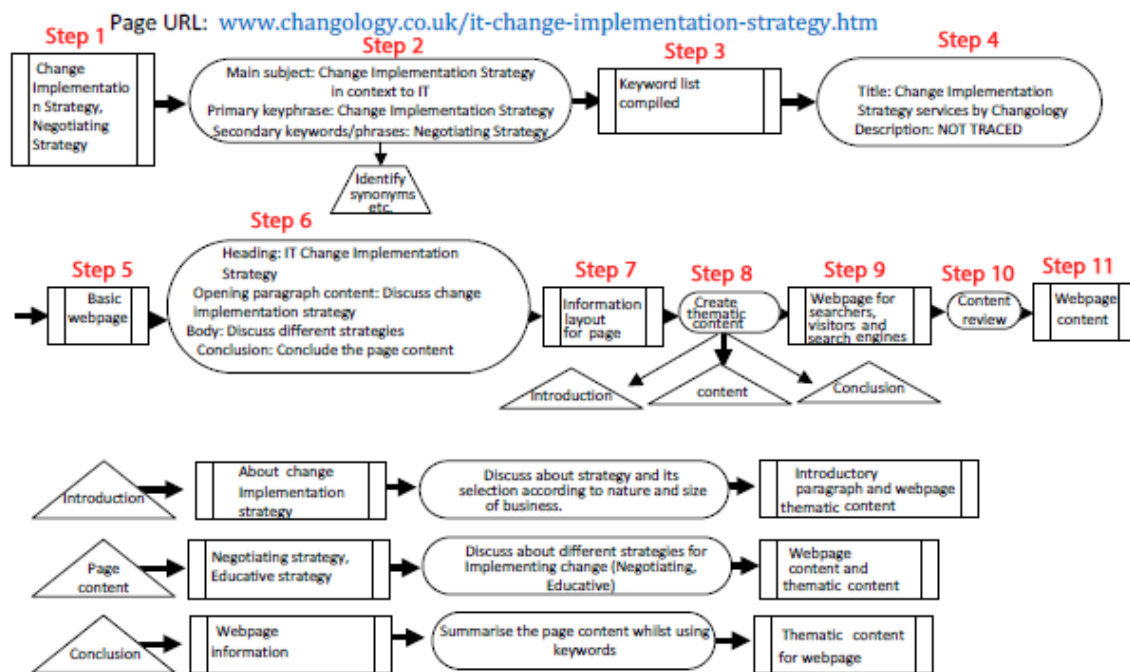 Page URL: www.changology.co.uk/it-change-implementation-strategy.htm
Step 1
Change
Implementatio
n Strategy,
Negotiating
Strategy
Step 2
Main subject: Change Implementation Strategy
in context to IT
Primary keyphrase: Change Implementation Strategy
Secondary keywords/phrases: Negotiating Strategy
Identify
synonyms
etc.
Step 3
Keyword list
compiled
Step 4
Title: Change Implementation
Strategy services by Changology
Description: NOT TRACED
Step 5
Basic
webpage
Step 6
Heading: IT Change Implementation
Strategy
Opening paragraph content: Discuss change
implementation strategy
Body: Discuss different strategies
Conclusion: Conclude the page content
Step 7
Information
layout
for page
Step 8
Create
thematic
content
Introduction
content
Conclusion
Step 9
Webpage for
searchers,
visitors and
search engines
Step 10
Content
review
Step 11
Webpage
content
Introduction
About change
Implementation
strategy
Discuss about strategy and its
selection according to nature and size
of business.
Introductory
paragraph and webpage
thematic content
Page
content
Negotiating strategy,
Educative strategy
Discuss about different strategies for
Implementing change (Negotiating,
Educative)
Webpage
content and
thematic content
Conclusion
Webpage
information
Summarise the page content whilst using
keywords
Thematic content
for webpage